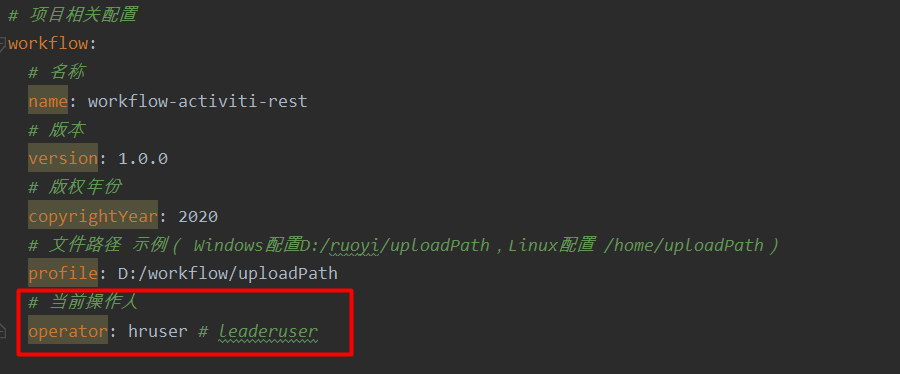 # 项目相关配置
workflow:
# 名称
name: workflow-activiti-rest
# 版本
version: 1.0.0
# 版权年份
copyrightYear: 2020
# 文件路径 示例（ Windows配置D:/ruoyi/uploadPath，Linux配置 /home/uploadPath）
profile: D:/workflow/uploadPath
# 当前操作人
operator: hruser # leaderuser